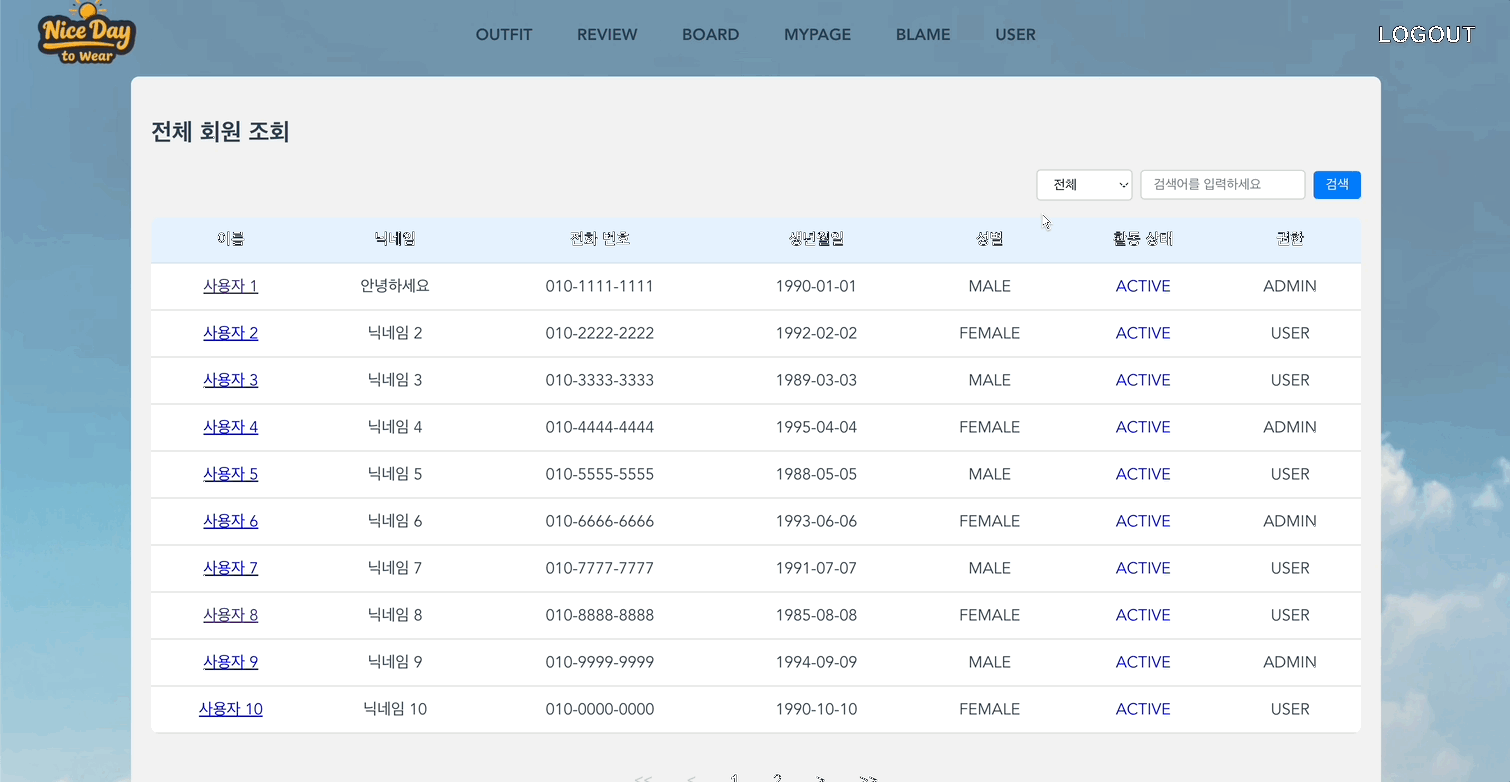 Nice Day
to Wear
OUTFIT REVIEW BOARD MYPAGE BLAME USER LOGOUT
전체 회원 조회
전체 검색어를 입력하세요 검색
이름 닉네임 전화 번호 생년월일 성별 활동 상태 권한
사용자 1 안녕하세요 010-1111-1111 1990-01-01 MALE ACTIVE ADMIN
사용자 2 닉네임 2 010-2222-2222 1992-02-02 FEMALE ACTIVE USER
사용자 3 닉네임 3 010-3333-3333 1989-03-03 MALE ACTIVE USER
사용자 4 닉네임 4 010-4444-4444 1995-04-04 FEMALE ACTIVE ADMIN
사용자 5 닉네임 5 010-5555-5555 1988-05-05 MALE ACTIVE USER
사용자 6 닉네임 6 010-6666-6666 1993-06-06 FEMALE ACTIVE ADMIN
사용자 7 닉네임 7 010-7777-7777 1991-07-07 MALE ACTIVE USER
사용자 8 닉네임 8 010-8888-8888 1985-08-08 FEMALE ACTIVE USER
사용자 9 닉네임 9 010-9999-9999 1994-09-09 MALE ACTIVE ADMIN
사용자 10 닉네임 10 010-0000-0000 1990-10-10 FEMALE ACTIVE USER
<< < 1 2 > >>